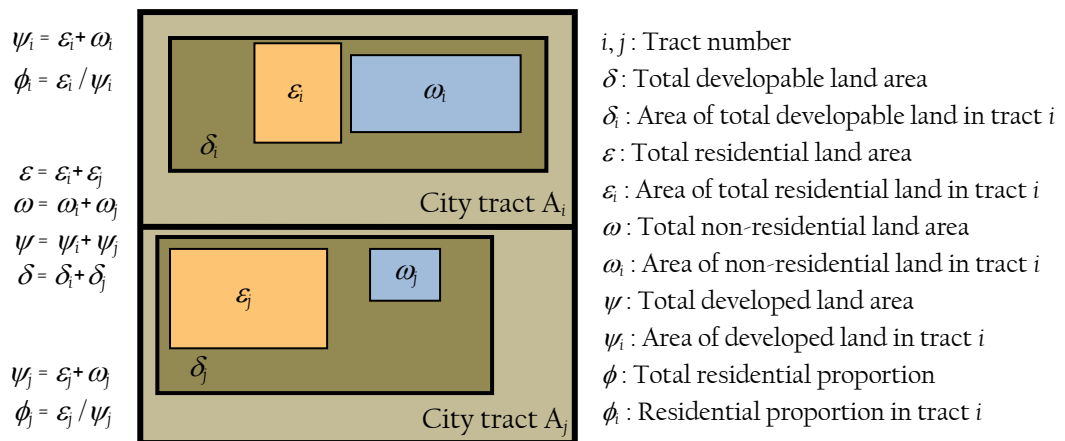 ψi = εi + ωi
ϕi = εi / ψi
ε = εi + εj
ω = ωi + ωj
ψ = ψi + ψj
δ = δi + δj
ψj = εj + ωj
ϕj = εj / ψj
εi
ωi
δi
City tract Ai
εj
ωj
δj
City tract Aj
i, j : Tract number
δ : Total developable land area
δi : Area of total developable land in tract i
ε : Total residential land area
εi : Area of total residential land in tract i
ω : Total non-residential land area
ωi : Area of non-residential land in tract i
ψ : Total developed land area
ψi : Area of developed land in tract i
ϕ : Total residential proportion
ϕi : Residential proportion in tract i